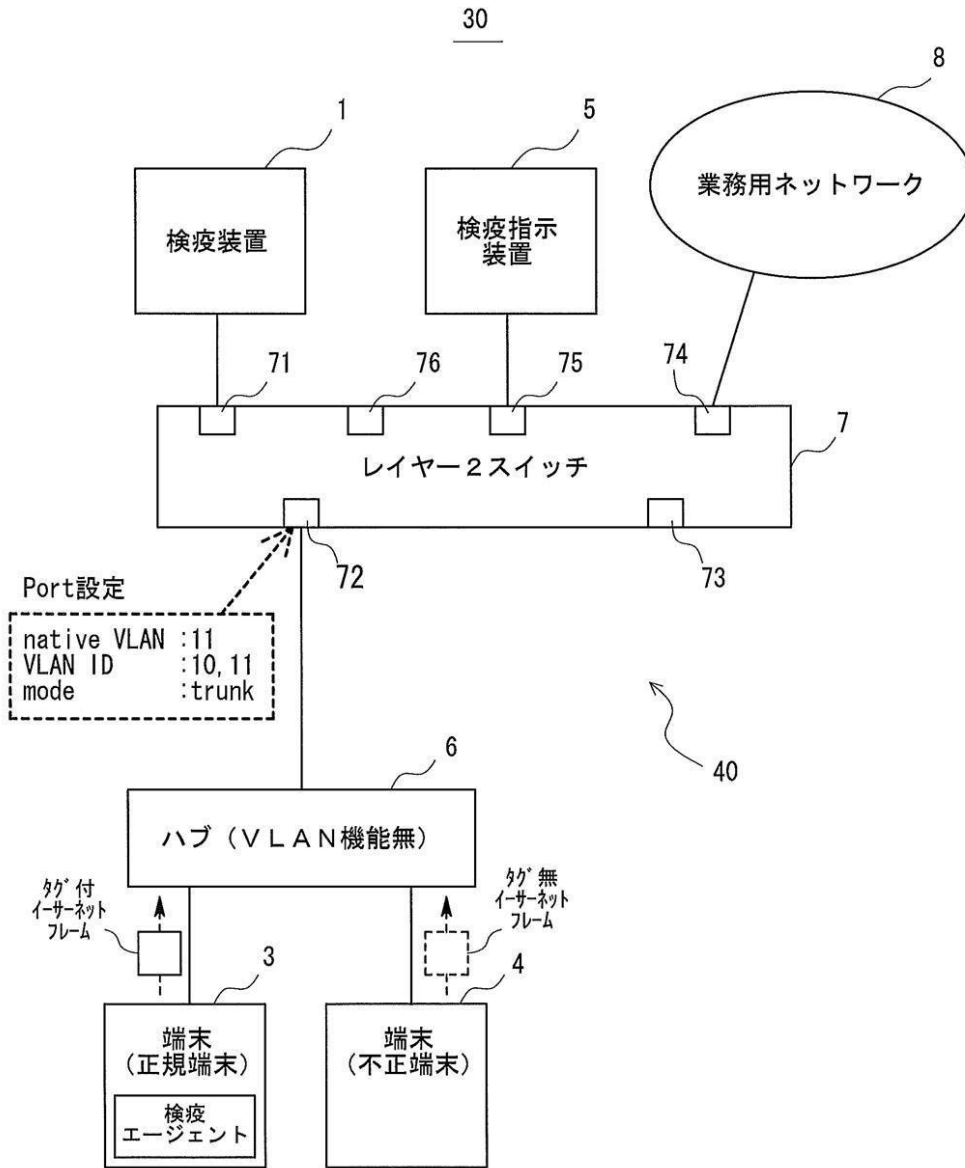 30
8
1
5
業務用ネットワーク
検疫装置
検疫指示
装置
71
76
75
74
7
レイヤー2スイッチ
72
73
Port設定
native VLAN :11
VLAN ID :10,11
mode :trunk
40
6
ハブ(VLAN機能無)
タグ付
イーサーネット
フレーム
タグ無
イーサーネット
フレーム
3
4
端末
(正規端末)
検疫
エージェント
端末
(不正端末)